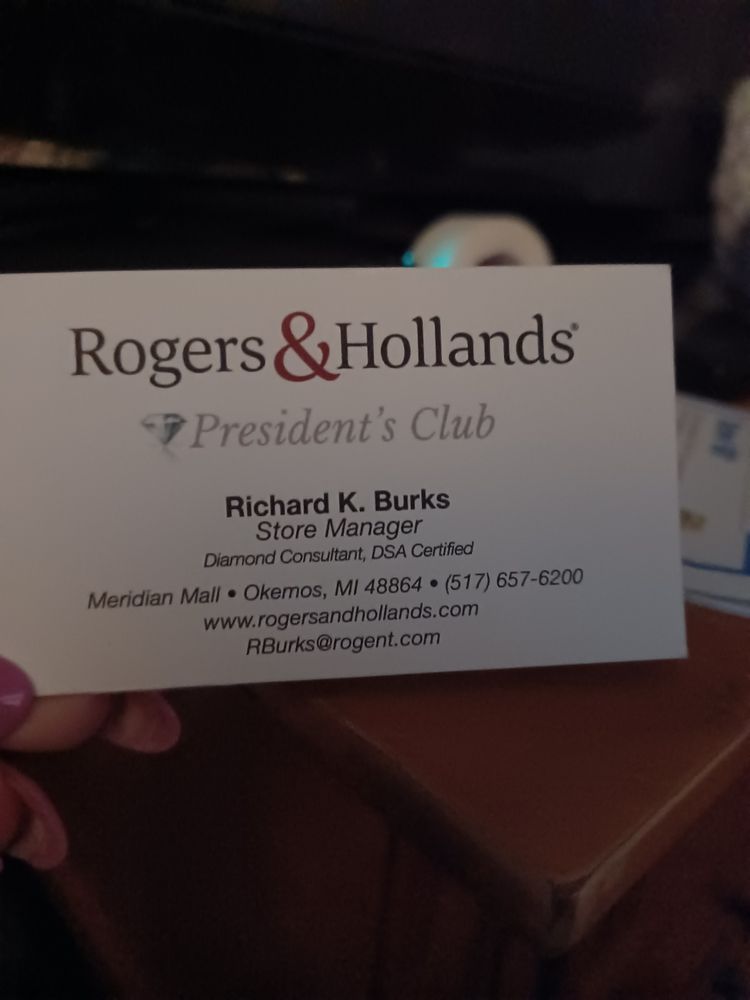 Rogers&Hollands®
President's Club
Richard K. Burks
Store Manager
Diamond Consultant, DSA Certified
Meridian Mall • Okemos, MI 48864 • (517) 657-6200
www.rogersandhollands.com
RBurks@rogent.com